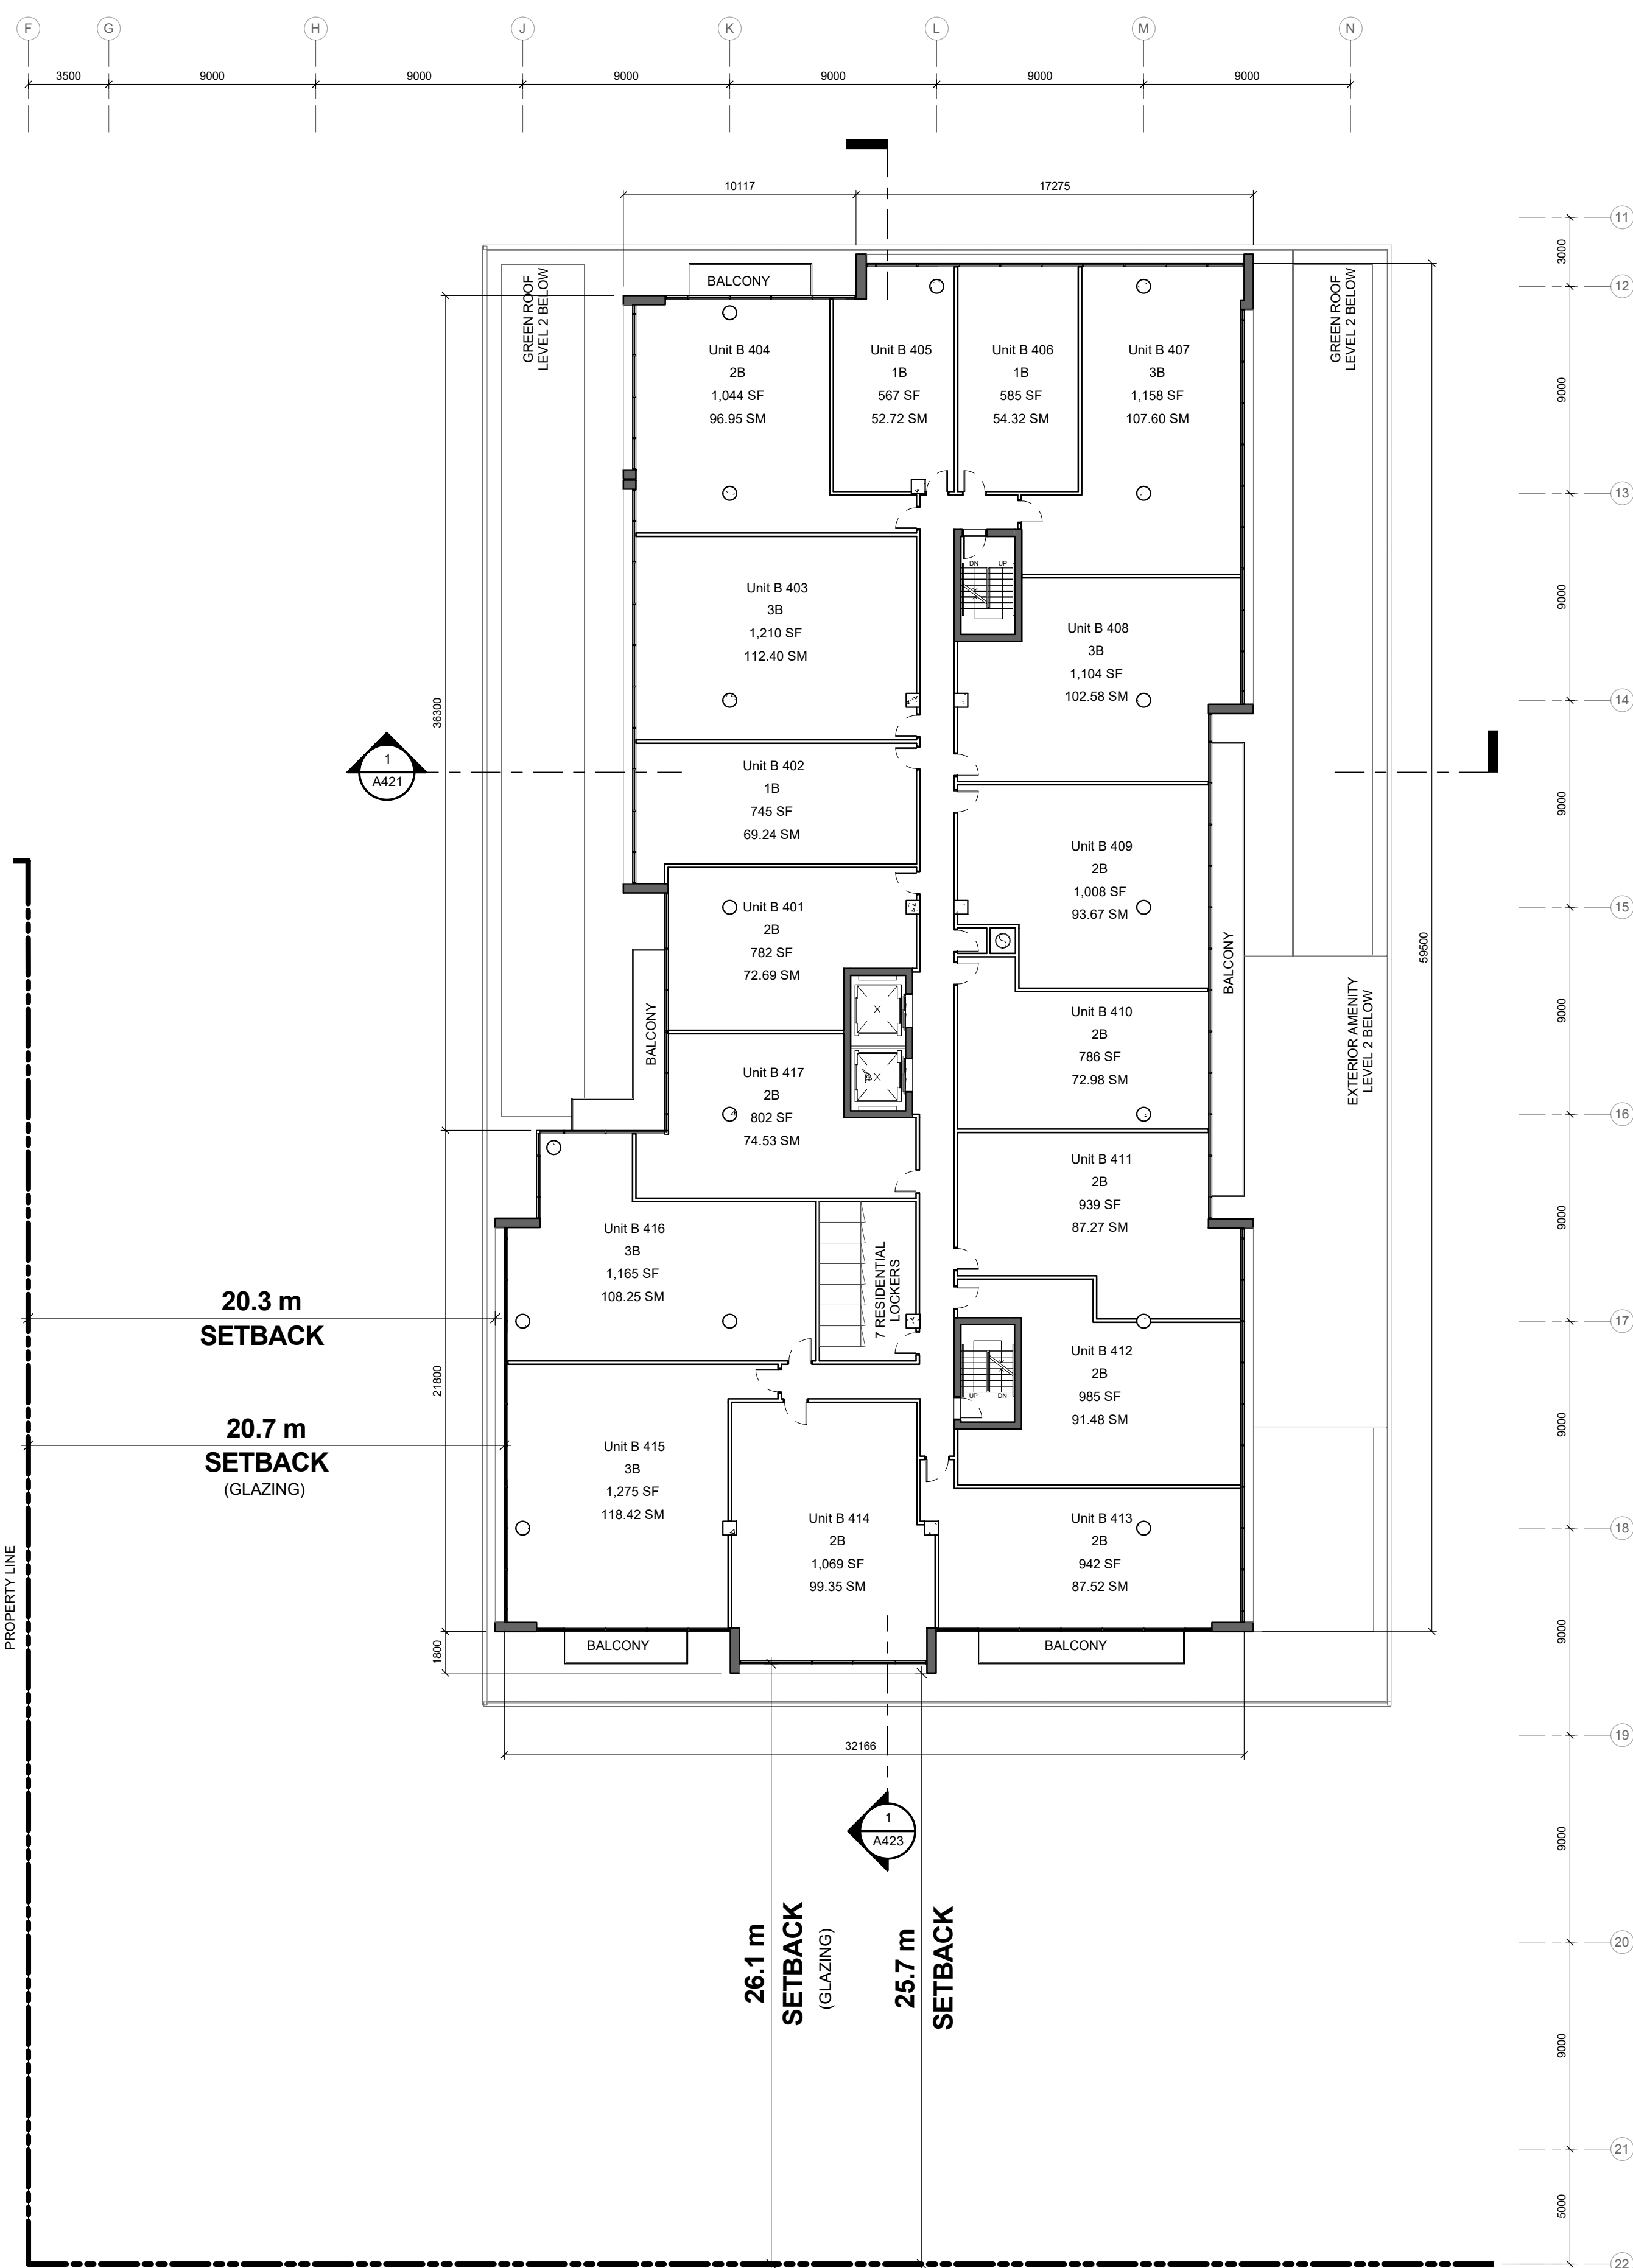 F
G
H
J
K
L
M
N
3500
9000
9000
9000
9000
9000
9000
10117
17275
11
3000
12
9000
13
9000
14
9000
15
9000
16
9000
17
9000
18
9000
19
9000
20
9000
21
5000
22
GREEN ROOF
LEVEL 2 BELOW
BALCONY
GREEN ROOF
LEVEL 2 BELOW
Unit B 404
2B
1,044 SF
96.95 SM
Unit B 405
1B
567 SF
52.72 SM
Unit B 406
1B
585 SF
54.32 SM
Unit B 407
3B
1,158 SF
107.60 SM
DN
UP
Unit B 403
3B
1,210 SF
112.40 SM
Unit B 408
3B
1,104 SF
102.58 SM
36300
1
A421
Unit B 402
1B
745 SF
69.24 SM
Unit B 409
2B
1,008 SF
93.67 SM
Unit B 401
2B
782 SF
72.69 SM
59500
BALCONY
BALCONY
EXTERIOR AMENITY
LEVEL 2 BELOW
Unit B 410
2B
786 SF
72.98 SM
Unit B 417
2B
802 SF
74.53 SM
Unit B 411
2B
939 SF
87.27 SM
Unit B 416
3B
1,165 SF
108.25 SM
7 RESIDENTIAL
LOCKERS
20.3 m
SETBACK
21800
Unit B 412
2B
985 SF
91.48 SM
UP
DN
20.7 m
SETBACK
(GLAZING)
Unit B 415
3B
1,275 SF
118.42 SM
Unit B 414
2B
1,069 SF
99.35 SM
Unit B 413
2B
942 SF
87.52 SM
PROPERTY LINE
1800
BALCONY
BALCONY
32166
1
A423
26.1 m
SETBACK
(GLAZING)
25.7 m
SETBACK